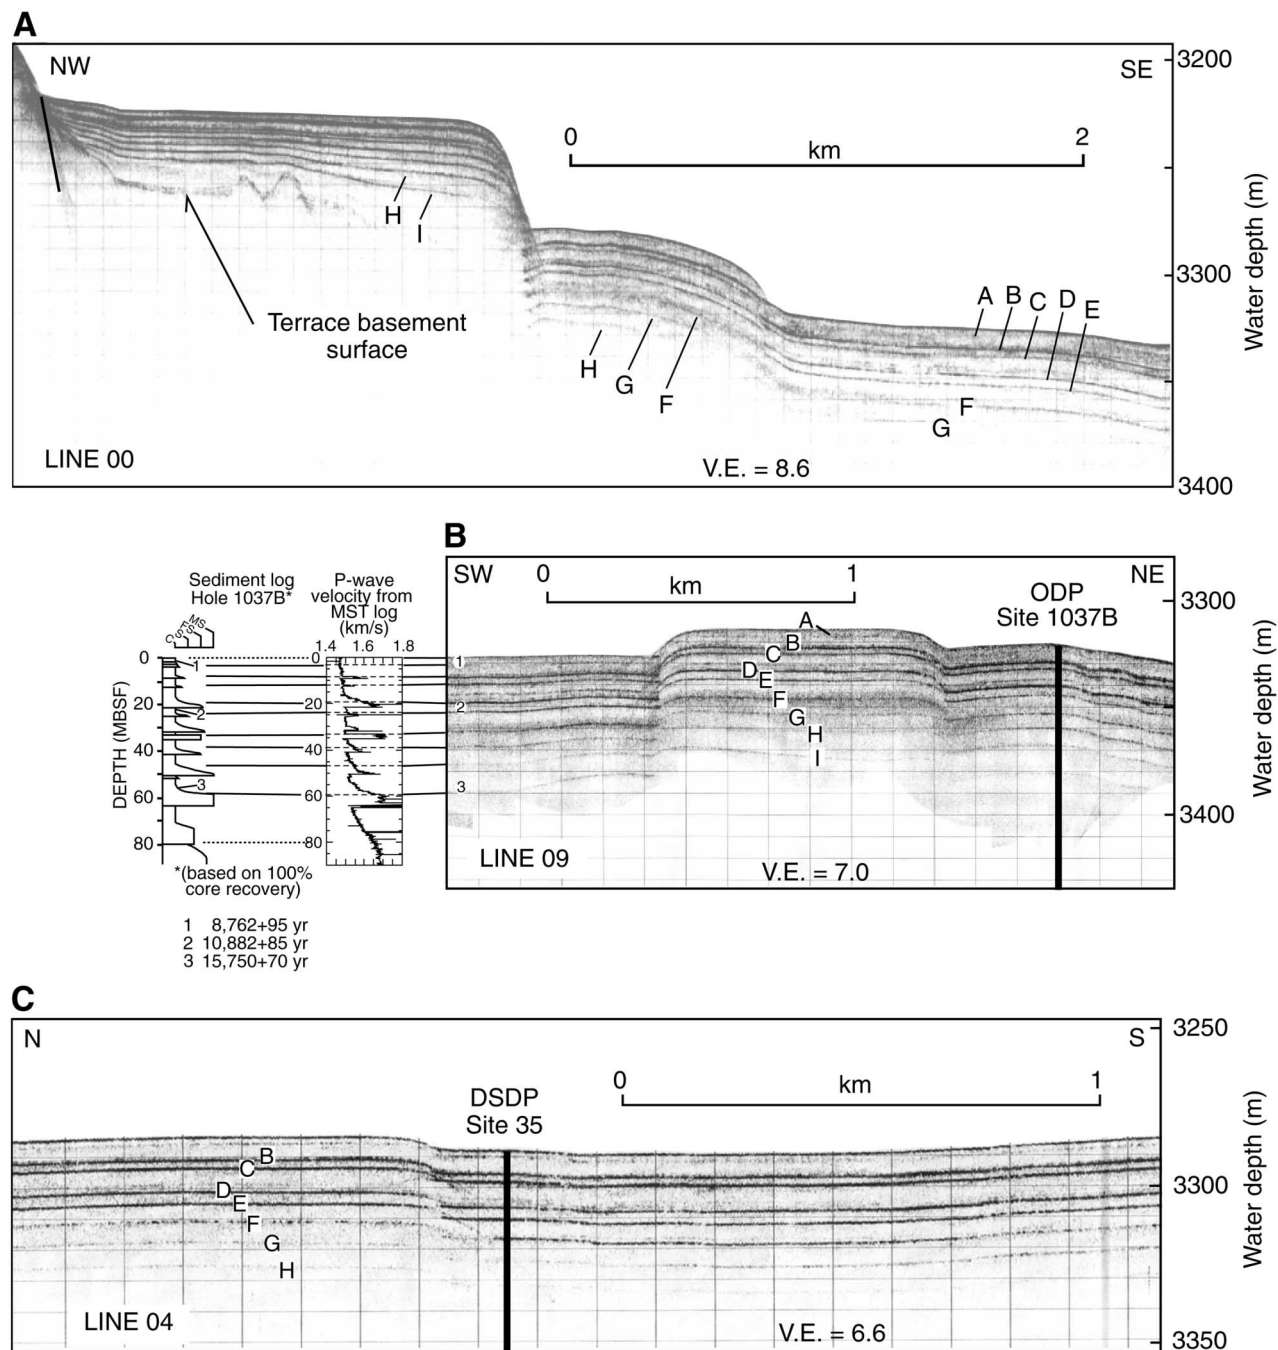 A
NW
SE
3200
0
2
km
H
I
A
B
C
D
E
3300
Water depth (m)
Terrace basement
surface
H
G
F
F
G
LINE 00
V.E. = 8.6
3400
B
SW
0
km
1
NE
ODP
Site 1037B
3300
Sediment log
Hole 1037B*
P-wave
velocity from
MST log
(km/s)
1.4 1.6 1.8
0
20
40
60
80
DEPTH (MBSF)
1
2
3
0
20
40
60
80
1
2
3
A
B
C
D
E
F
G
H
I
Water depth (m)
3400
LINE 09
V.E. = 7.0
*(based on 100%
core recovery)
1 8,762+95 yr
2 10,882+85 yr
3 15,750+70 yr
C
N
S
3250
0
km
1
DSDP
Site 35
B
C
D
E
F
G
H
3300
Water depth (m)
LINE 04
V.E. = 6.6
3350